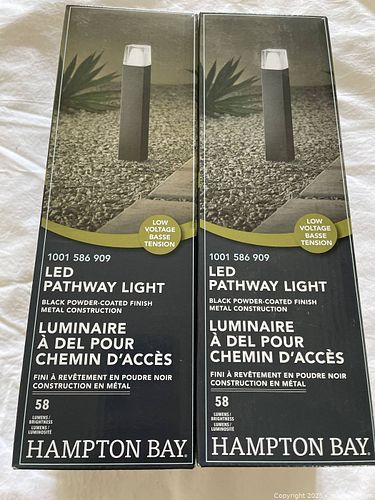 LOW
VOLTAGE
BASSE
TENSION
1001 586 909
LED
PATHWAY LIGHT
BLACK POWDER-COATED FINISH
METAL CONSTRUCTION
LUMINAIRE
À DEL POUR
CHEMIN D'ACCÈS
FINI À REVÊTEMENT EN POUDRE NOIR
CONSTRUCTION EN MÉTAL
58
LUMENS/
BRIGHTNESS
LUMENS/
LUMINOSITÉ
HAMPTON BAY®
LOW
VOLTAGE
BASSE
TENSION
1001 586 909
LED
PATHWAY LIGHT
BLACK POWDER-COATED FINISH
METAL CONSTRUCTION
LUMINAIRE
À DEL POUR
CHEMIN D'ACCÈS
FINI À REVÊTEMENT EN POUDRE NOIR
CONSTRUCTION EN MÉTAL
58
LUMENS/
BRIGHTNESS
LUMENS/
LUMINOSITÉ
HAMPTON BAY®